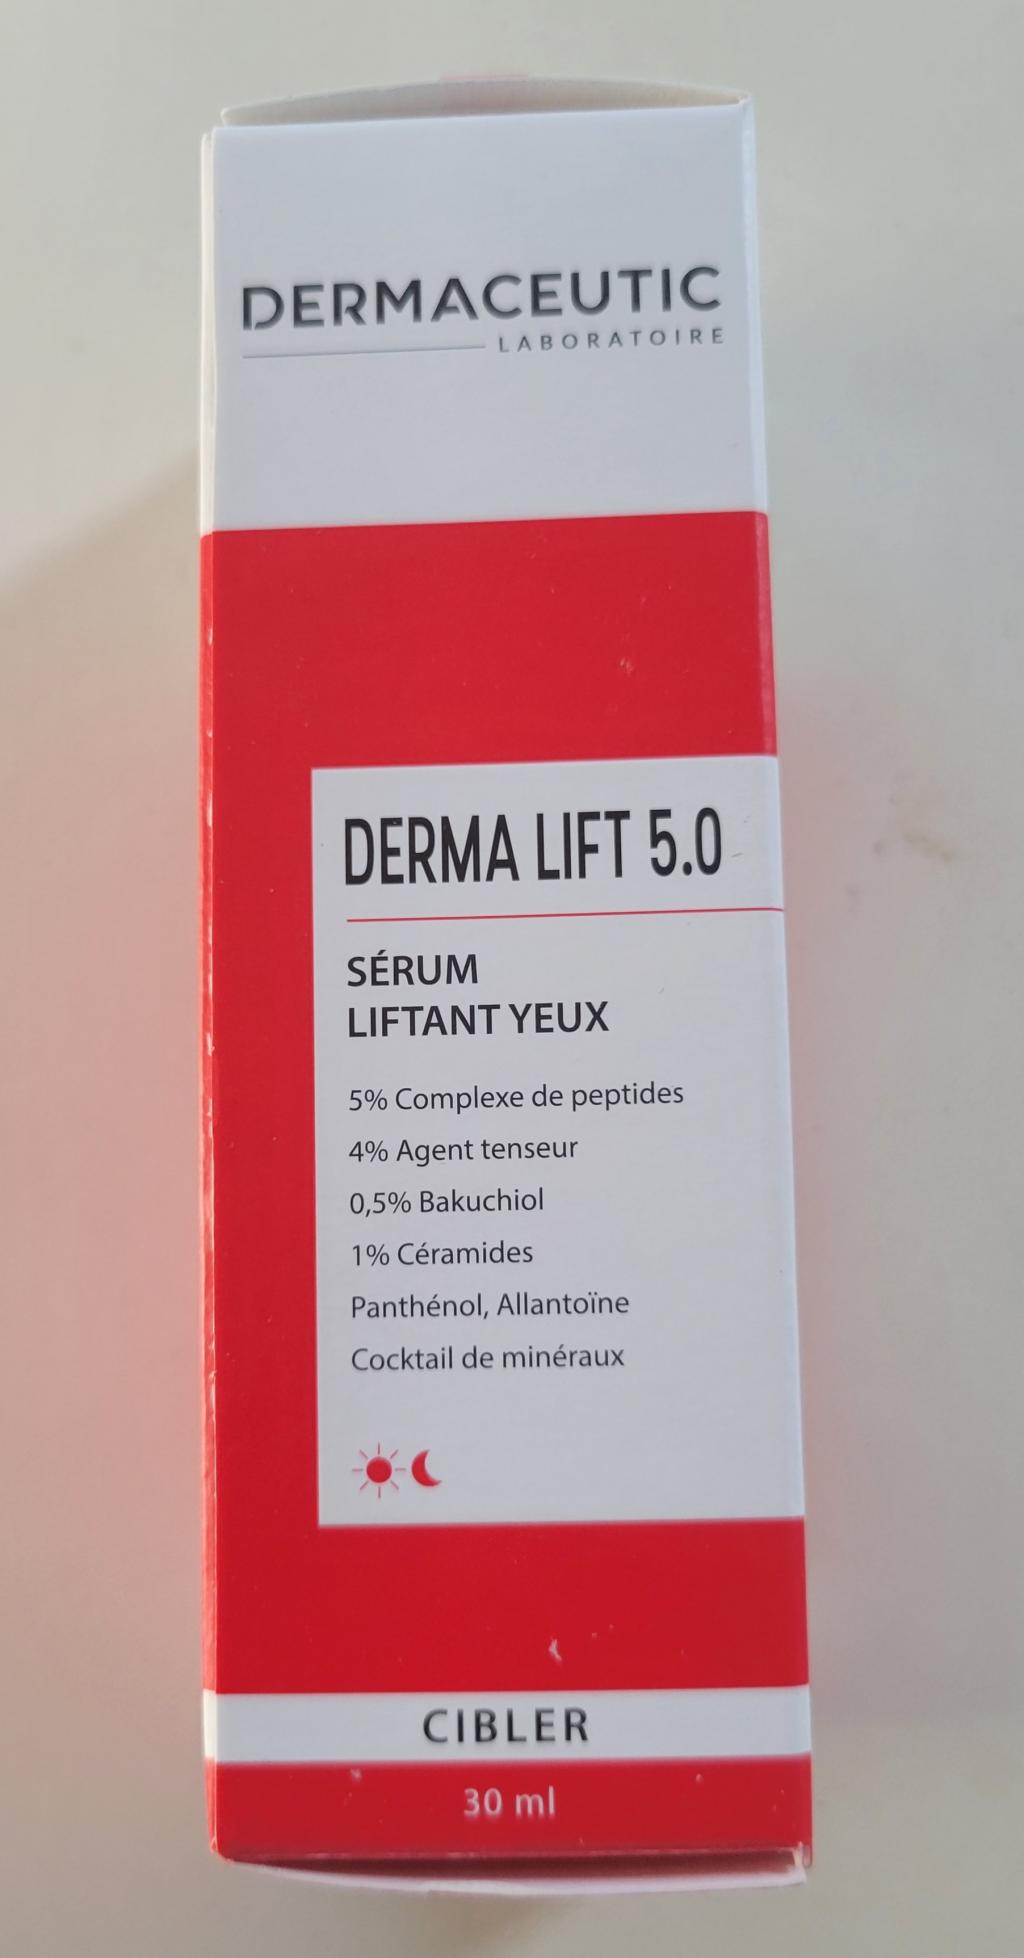 DERMACEUTIC
LABORATOIRE
DERMA LIFT 5.0
SÉRUM
LIFTANT YEUX
5% Complexe de peptides
4% Agent tenseur
0,5% Bakuchiol
1% Céramides
Panthénol, Allantoïne
Cocktail de minéraux
CIBLER
30 ml